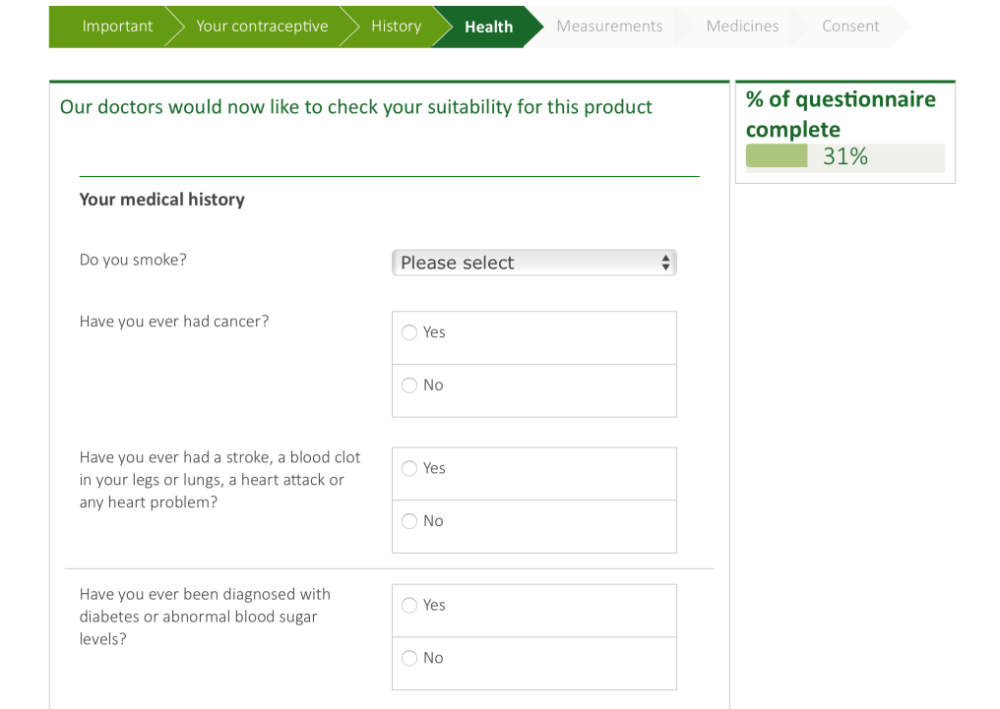 Important
Your contraceptive
History
Health
Measurements
Medicines
Consent
Our doctors would now like to check your suitability for this product
% of questionnaire
complete
31%
Your medical history
Do you smoke?
Please select
Have you ever had cancer?
Yes
No
Have you ever had a stroke, a blood clot
in your legs or lungs, a heart attack or
any heart problem?
Yes
No
Have you ever been diagnosed with
diabetes or abnormal blood sugar
levels?
Yes
No